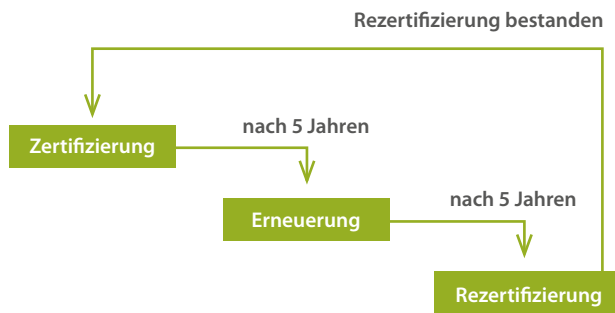 Rezertifizierung bestanden
nach 5 Jahren
Zertifizierung
nach 5 Jahren
Erneuerung
Rezertifizierung